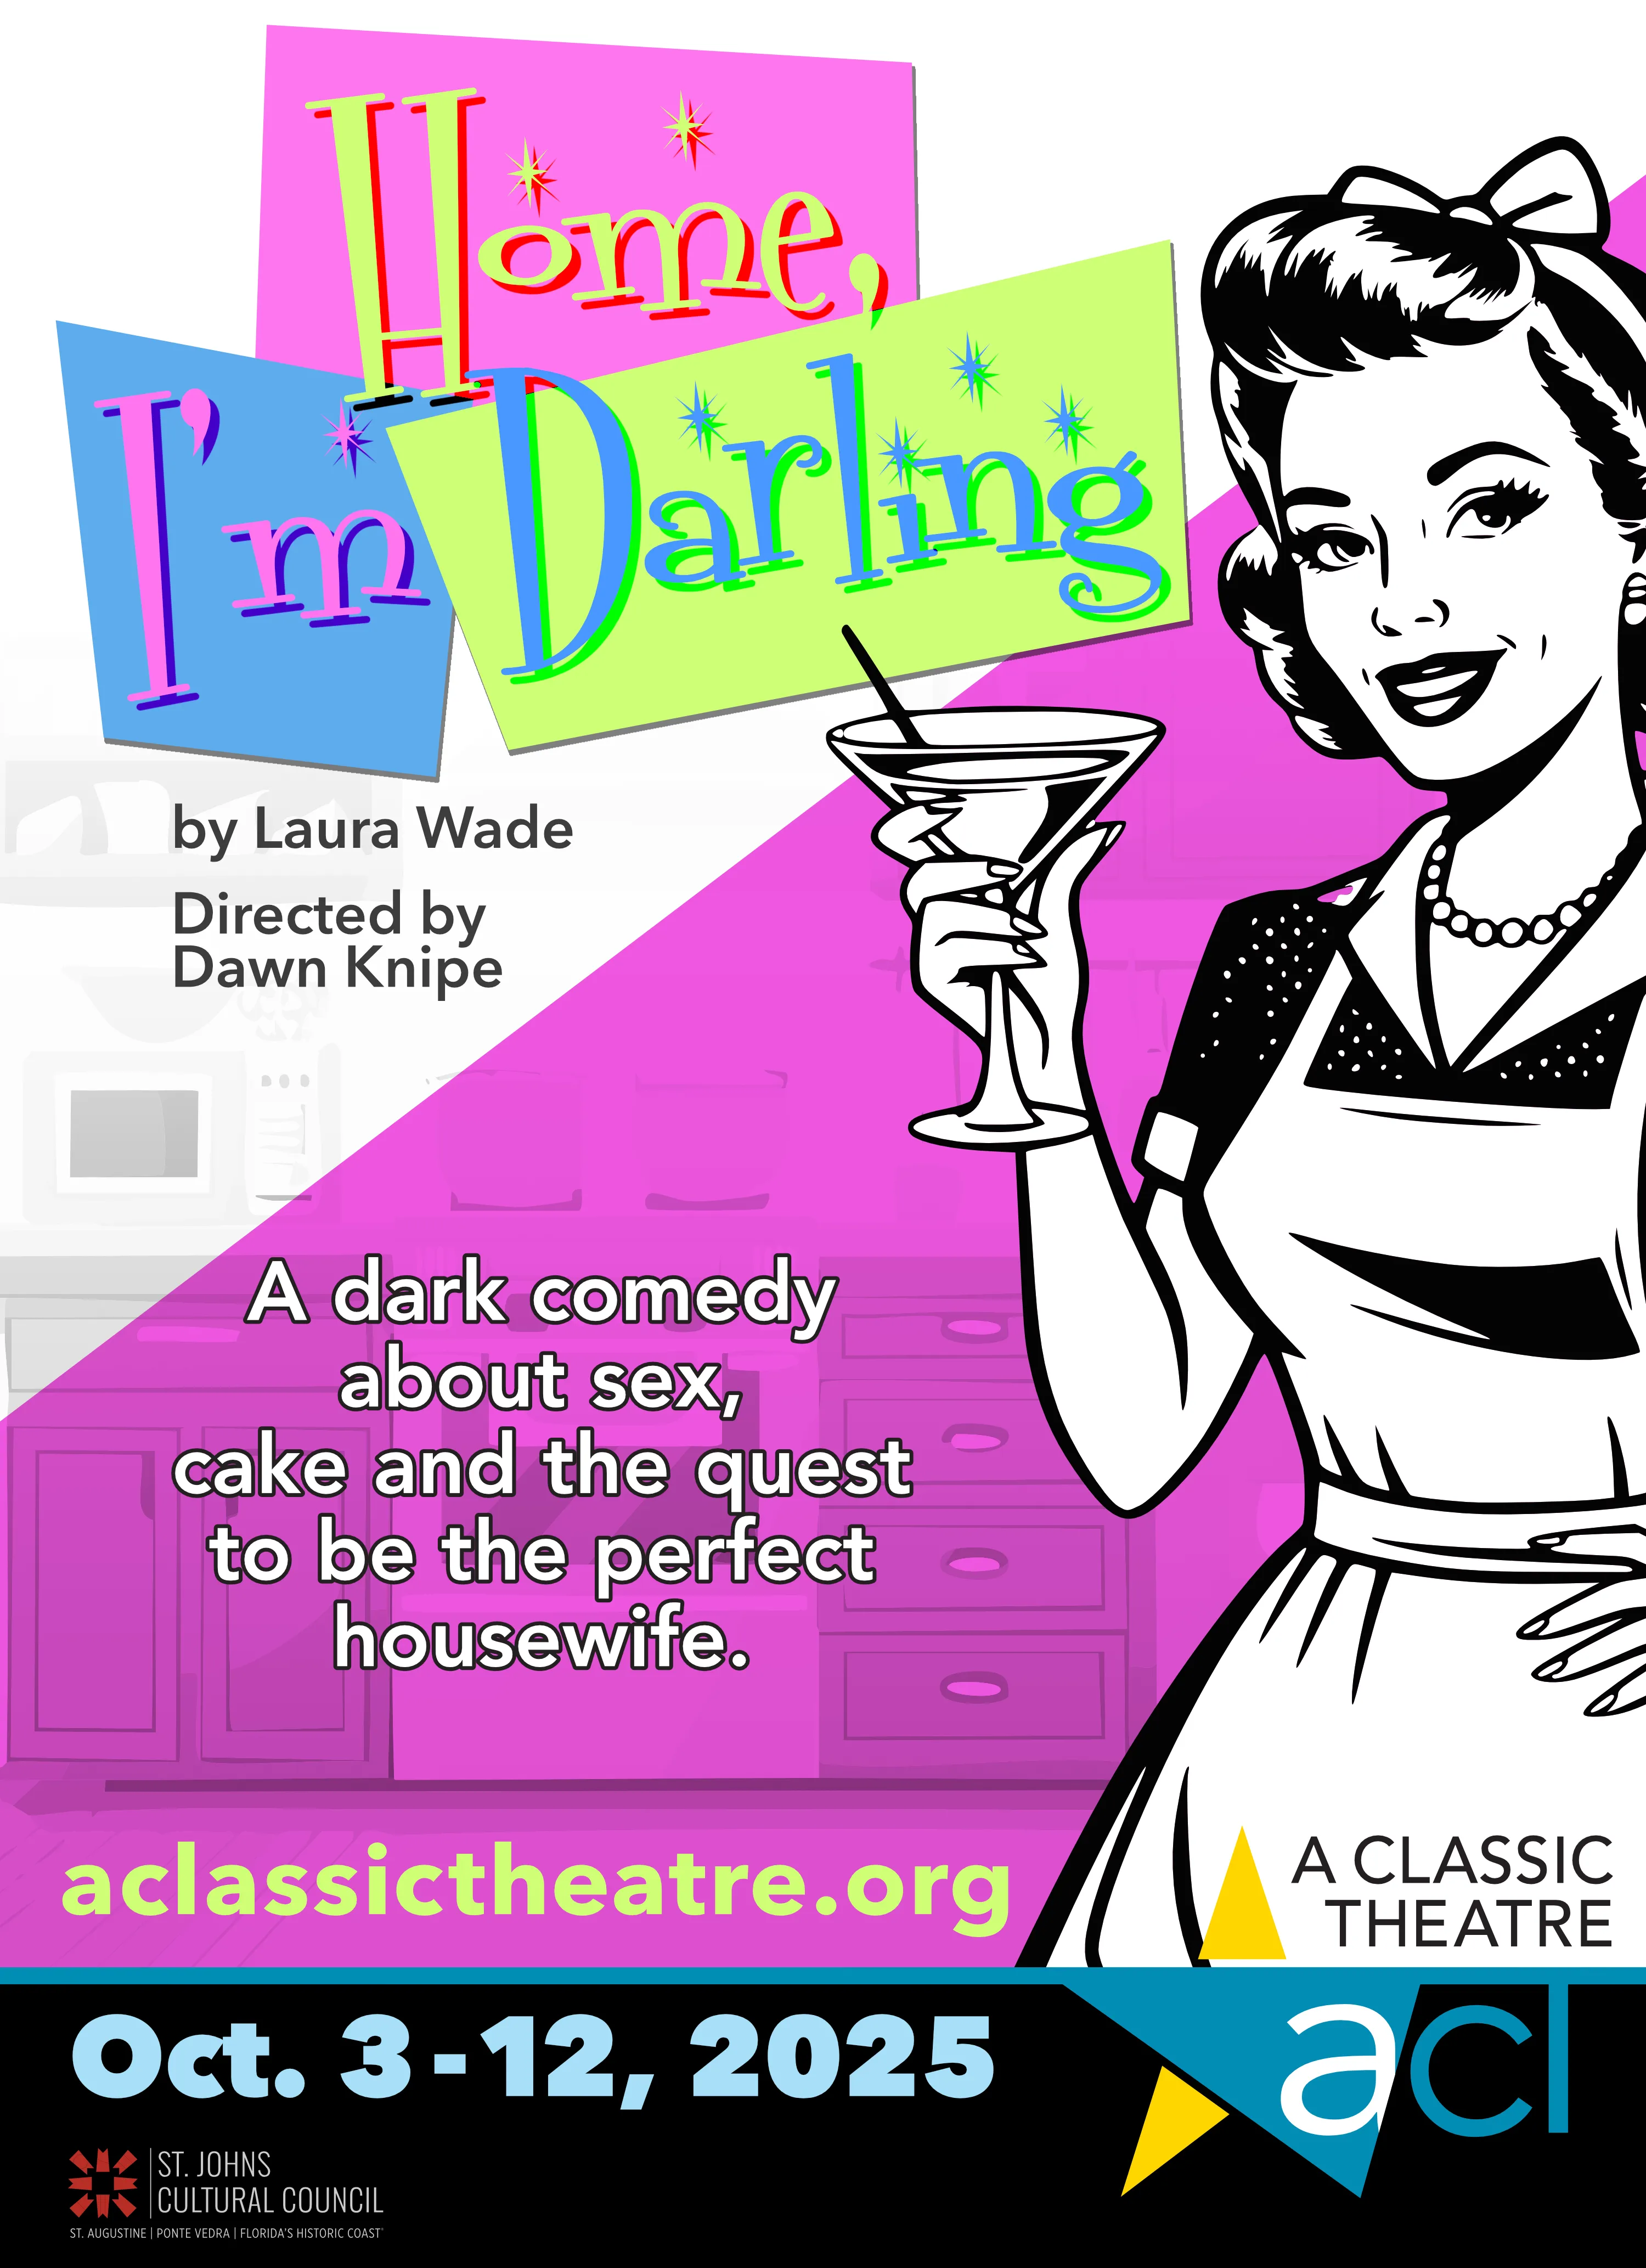 Home,
I'm Darling
by Laura Wade
Directed by
Dawn Knipe
A dark comedy
about sex,
cake and the quest
to be the perfect
housewife.
aclassictheatre.org
A CLASSIC
THEATRE
Oct. 3-12, 2025
act
ST. JOHNS
CULTURAL COUNCIL
ST. AUGUSTINE | PONTE VEDRA | FLORIDA'S HISTORIC COAST